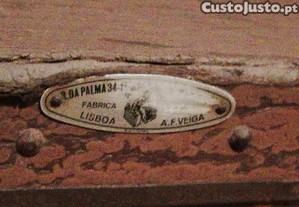 CustoJusto.pt
R. DA PALMA 34
FABRICA
LISBOA
A. F. VEIGA